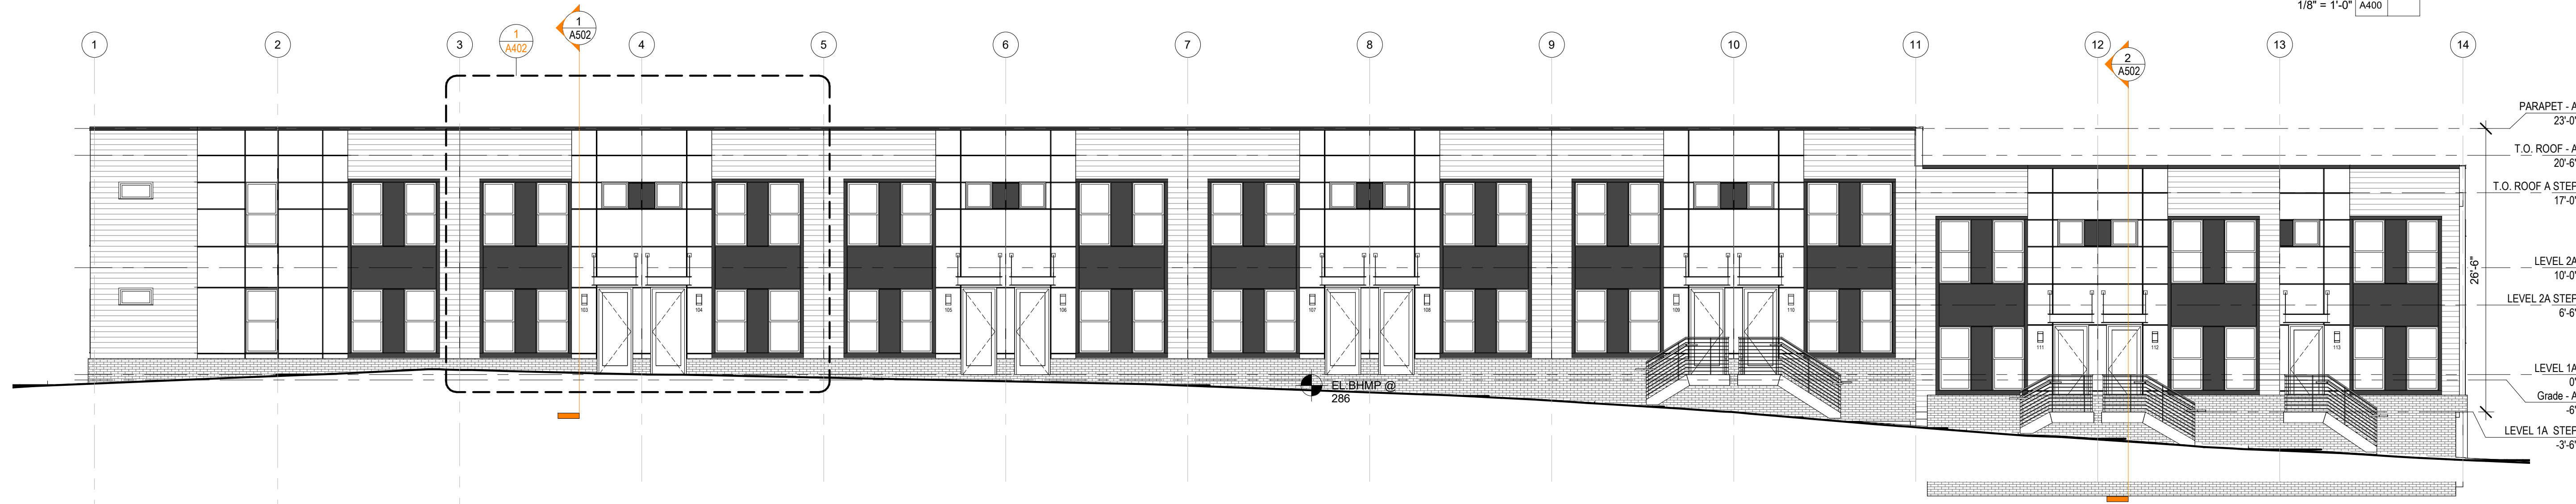 1/8" = 1'-0" A400
1 2 3 4 5 6 7 8 9 10 11 12 13 14
1
A402
1
A502
2
A502
PARAPET - A
23'-0"
T.O. ROOF - A
20'-6"
T.O. ROOF A STEP
17'-0"
LEVEL 2A
10'-0"
LEVEL 2A STEP
6'-6"
LEVEL 1A
0"
Grade - A
-6"
LEVEL 1A STEP
-3'-6"
26'-6"
103 104 105 106 107 108 109 110 111 112 113
EL.BHMP @
286